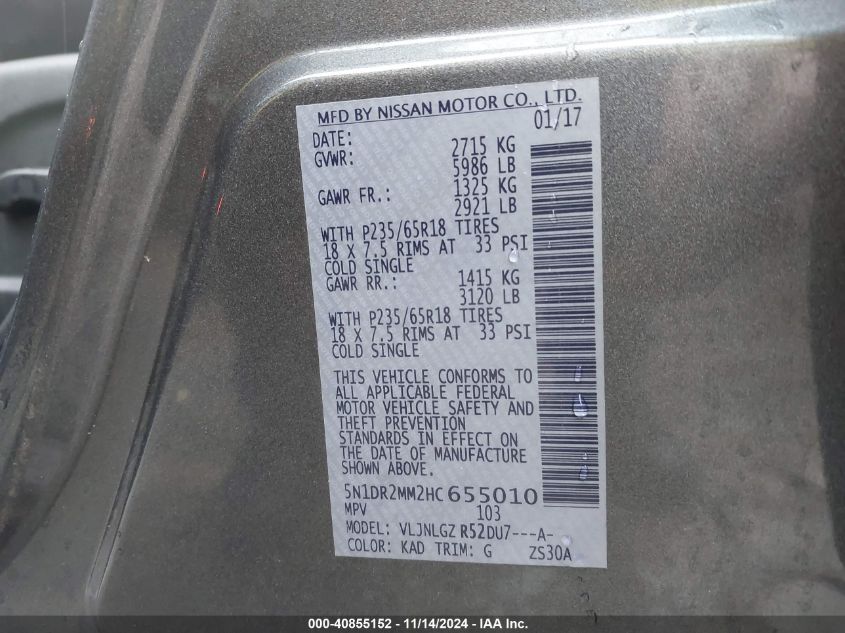 MFD BY NISSAN MOTOR CO., LTD.
DATE: 01/17
GVWR: 2715 KG
5986 LB
GAWR FR.: 1325 KG
2921 LB
WITH P235/65R18 TIRES
18 X 7.5 RIMS AT 33 PSI
COLD SINGLE
GAWR RR.: 1415 KG
3120 LB
WITH P235/65R18 TIRES
18 X 7.5 RIMS AT 33 PSI
COLD SINGLE
THIS VEHICLE CONFORMS TO
ALL APPLICABLE FEDERAL
MOTOR VEHICLE SAFETY AND
THEFT PREVENTION
STANDARDS IN EFFECT ON
THE DATE OF MANUFACTURE
SHOWN ABOVE.
5N1DR2MM2HC655010
MPV 103
MODEL: VLJNLGZ R52DU7---A-
COLOR: KAD TRIM: G ZS30A
000-40855152 - 11/14/2024 - Copyright © 2024 IAA, Inc.